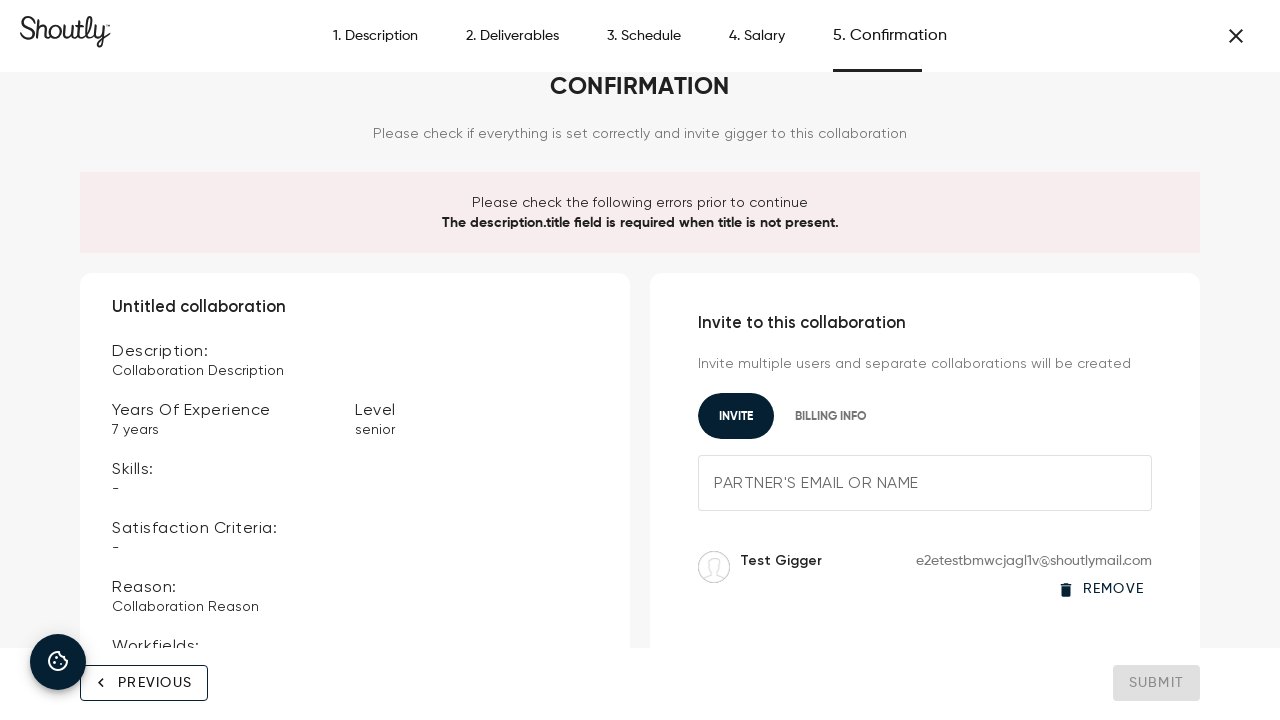 Shoutly
1. Description
2. Deliverables
3. Schedule
4. Salary
5. Confirmation
CONFIRMATION
Please check if everything is set correctly and invite gigger to this collaboration
Please check the following errors prior to continue
The description.title field is required when title is not present.
Untitled collaboration
Description:
Collaboration Description
Years Of Experience
7 years
Level
senior
Skills:
-
Satisfaction Criteria:
-
Reason:
Collaboration Reason
Workfields:
Invite to this collaboration
Invite multiple users and separate collaborations will be created
INVITE
BILLING INFO
PARTNER'S EMAIL OR NAME
Test Gigger
e2etestbmwcjagl1v@shoutlymail.com
REMOVE
PREVIOUS
SUBMIT